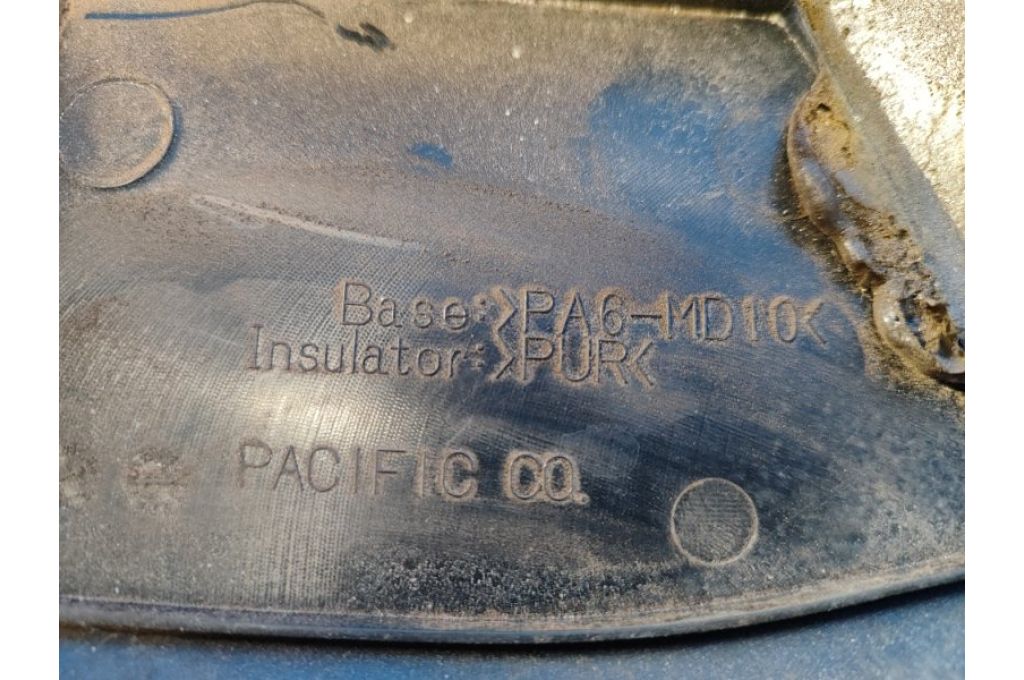 Base:>PA6-MD10<
Insulator:>PUR<
PACIFIC CO.